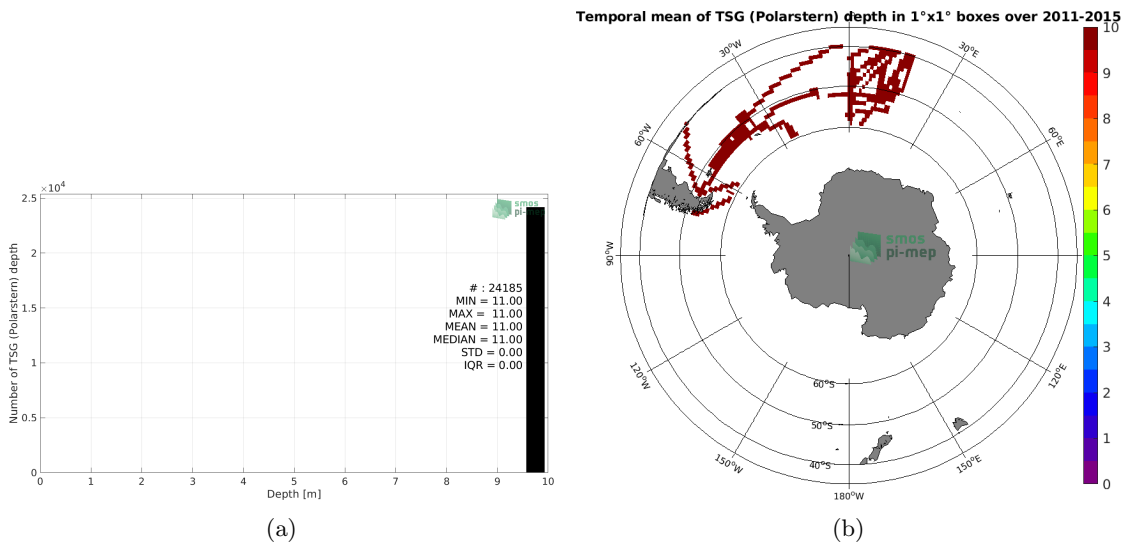 Temporal mean of TSG (Polarstern) depth in 1°x1° boxes over 2011-2015
×10⁴
2.5
2
1.5
1
0.5
0
Number of TSG (Polarstern) depth
smos
pi-mep
# : 24185
MIN = 11.00
MAX = 11.00
MEAN = 11.00
MEDIAN = 11.00
STD = 0.00
IQR = 0.00
0 1 2 3 4 5 6 7 8 9 10
Depth [m]
(a)
30°W
30°E
60°W
60°E
90°W
smos
pi-mep
120°W
120°E
60°S
50°S
40°S
150°W
150°E
180°W
10
9
8
7
6
5
4
3
2
1
0
(b)